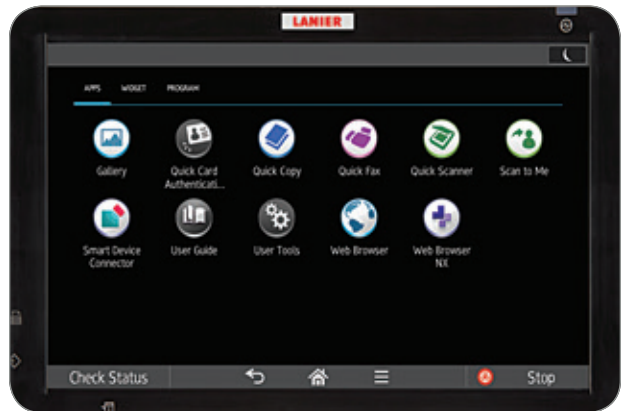 LANIER
APPS WIDGET PROGRAM
Gallery
Quick Card
Authenticati...
Quick Copy
Quick Fax
Quick Scanner
Scan to Me
Smart Device
Connector
User Guide
User Tools
Web Browser
Web Browser
NX
Check Status
Stop